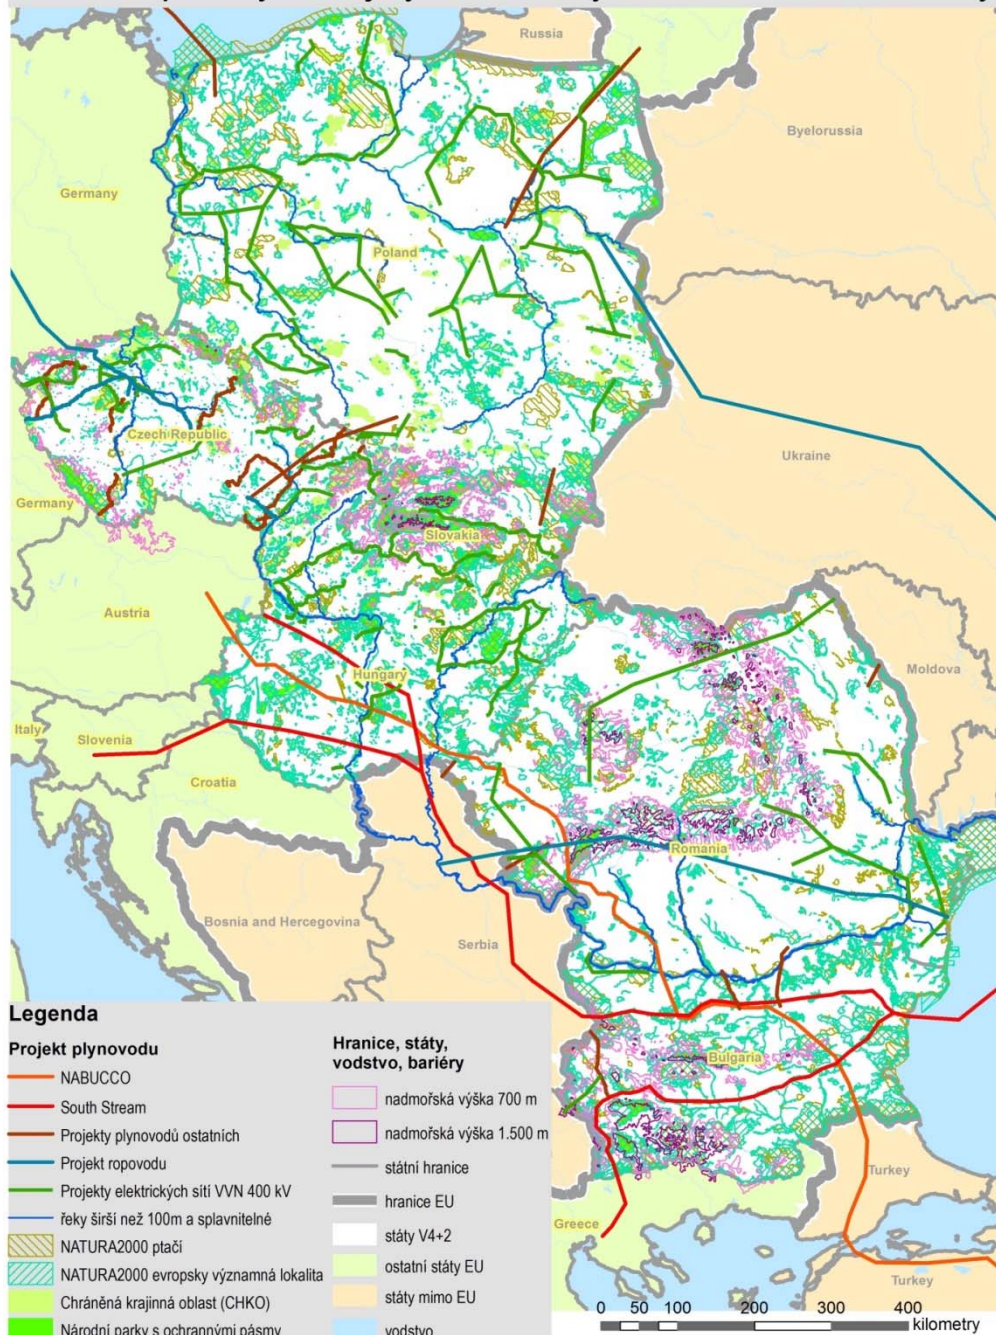 Russia
Byelorussia
Germany
Poland
Ukraine
Czech Republic
Germany
Slovakia
Austria
Hungary
Moldova
Italy
Slovenia
Croatia
Romania
Bosnia and Hercegovina
Serbia
Bulgaria
Turkey
Greece
Turkey
Legenda
Projekt plynovodu
NABUCCO
South Stream
Projekty plynovodů ostatních
Projekt ropovodu
Projekty elektrických sítí VVN 400 kV
řeky širší než 100m a splavnitelné
NATURA2000 ptačí
NATURA2000 evropsky významná lokalita
Chráněná krajinná oblast (CHKO)
Národní parky s ochrannými pásmy
Hranice, státy,
vodstvo, bariéry
nadmořská výška 700 m
nadmořská výška 1.500 m
státní hranice
hranice EU
státy V4+2
ostatní státy EU
státy mimo EU
vodstvo
0 50 100 200 300 400
kilometry